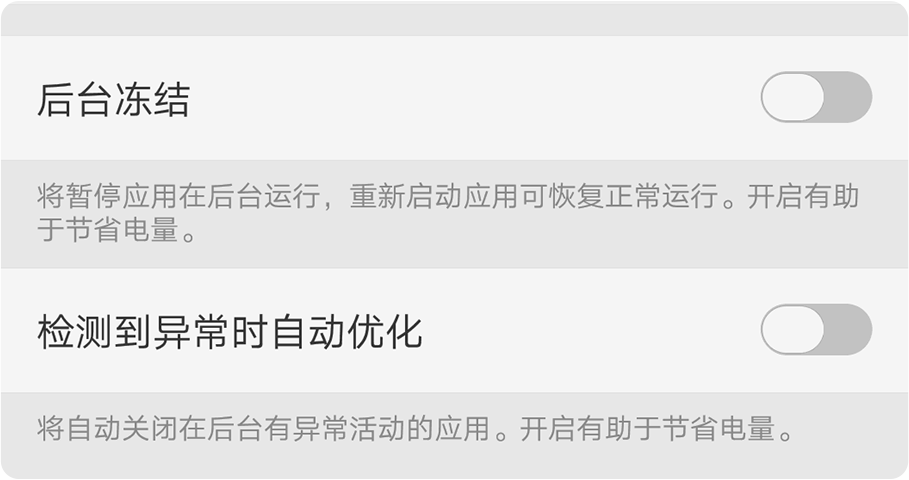 后台冻结
将暂停应用在后台运行，重新启动应用可恢复正常运行。开启有助
于节省电量。
检测到异常时自动优化
将自动关闭在后台有异常活动的应用。开启有助于节省电量。